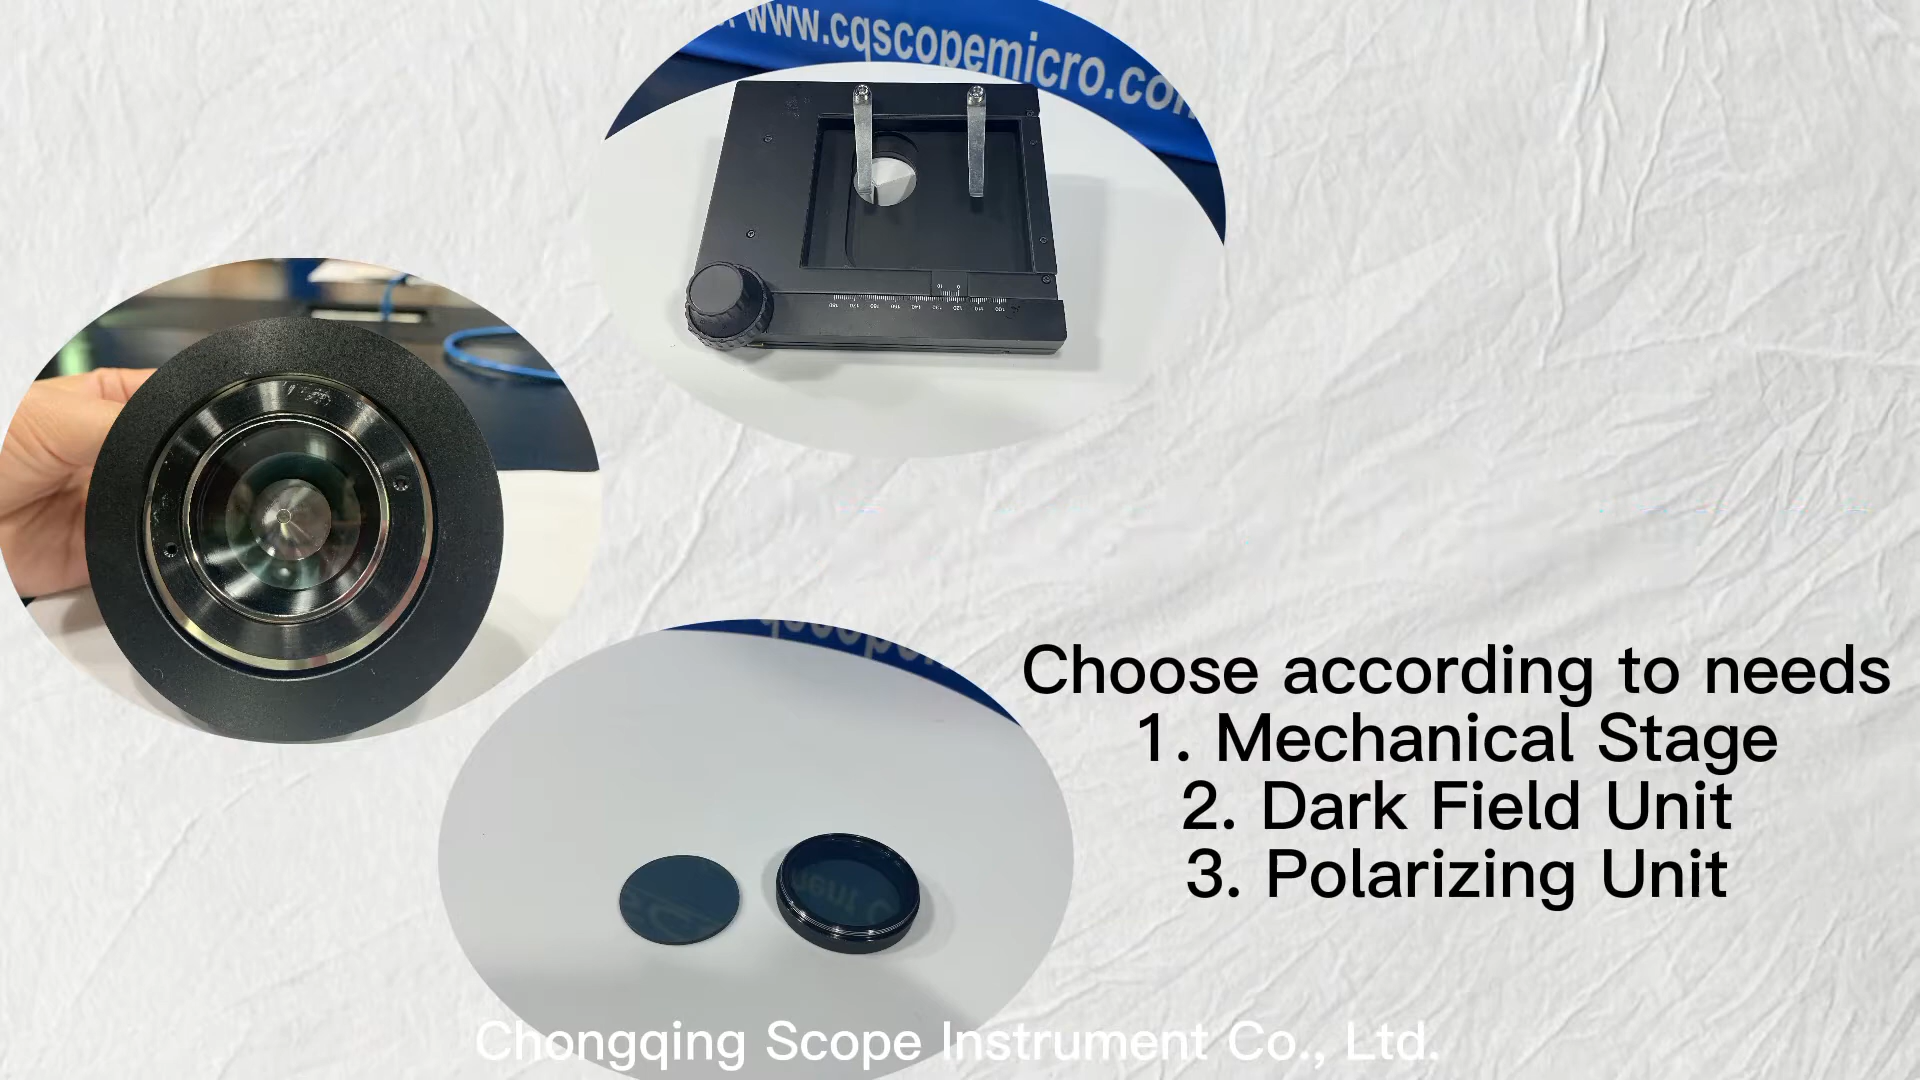 www.cqscopemicro.com
Choose according to needs
1. Mechanical Stage
2. Dark Field Unit
3. Polarizing Unit
Chongqing Scope Instrument Co., Ltd.